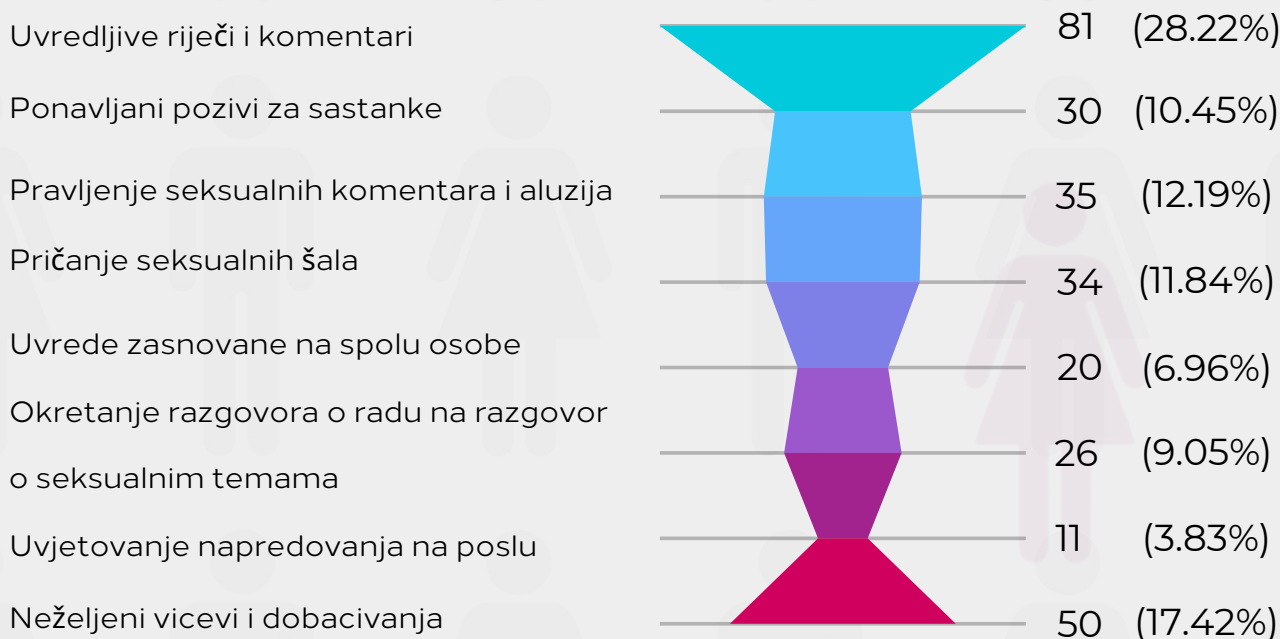 Uvredljive riječi i komentari 81 (28.22%)
Ponavljani pozivi za sastanke 30 (10.45%)
Pravljenje seksualnih komentara i aluzija 35 (12.19%)
Pričanje seksualnih šala 34 (11.84%)
Uvrede zasnovane na spolu osobe 20 (6.96%)
Okretanje razgovora o radu na razgovor
o seksualnim temama 26 (9.05%)
Uvjetovanje napredovanja na poslu 11 (3.83%)
Neželjeni vicevi i dobacivanja 50 (17.42%)